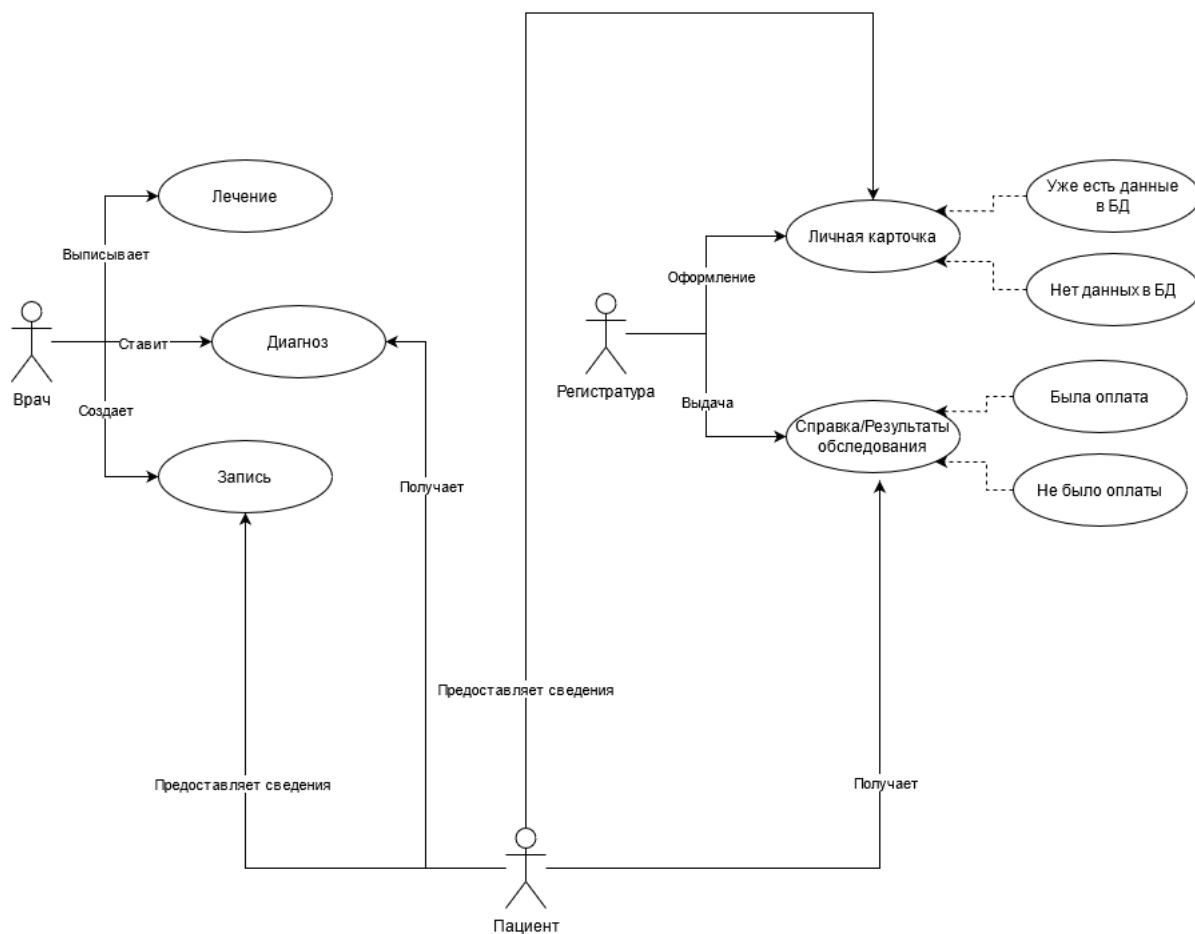 Лечение
Выписывает
Врач
Ставит
Диагноз
Создает
Запись
Получает
Предоставляет сведения
Предоставляет сведения
Пациент
Получает
Регистратура
Оформление
Личная карточка
Уже есть данные
в БД
Нет данных в БД
Выдача
Справка/Результаты
обследования
Была оплата
Не было оплаты